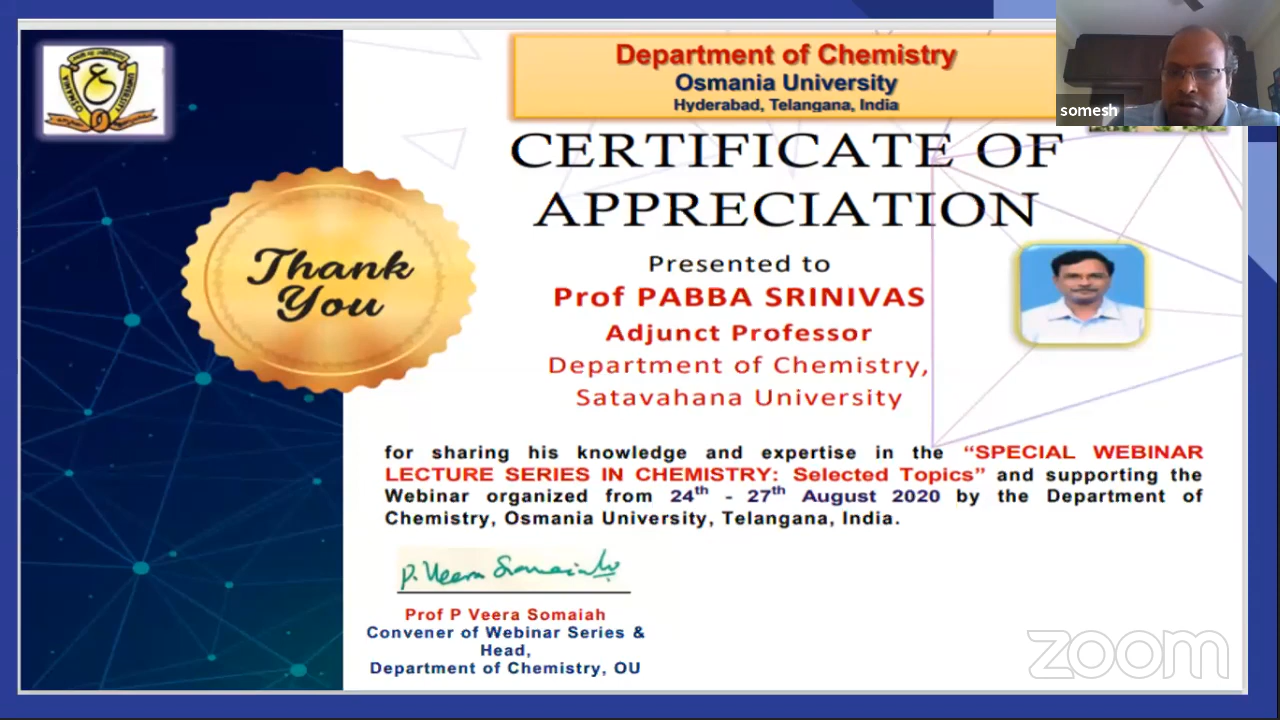 Department of Chemistry
Osmania University
Hyderabad, Telangana, India
somesh
CERTIFICATE OF
APPRECIATION
Thank
You
Presented to
Prof PABBA SRINIVAS
Adjunct Professor
Department of Chemistry,
Satavahana University
for sharing his knowledge and expertise in the “SPECIAL WEBINAR
LECTURE SERIES IN CHEMISTRY: Selected Topics” and supporting the
Webinar organized from 24th - 27th August 2020 by the Department of
Chemistry, Osmania University, Telangana, India.
P. Veera Somaiah
Prof P Veera Somaiah
Convener of Webinar Series &
Head,
Department of Chemistry, OU
zoom